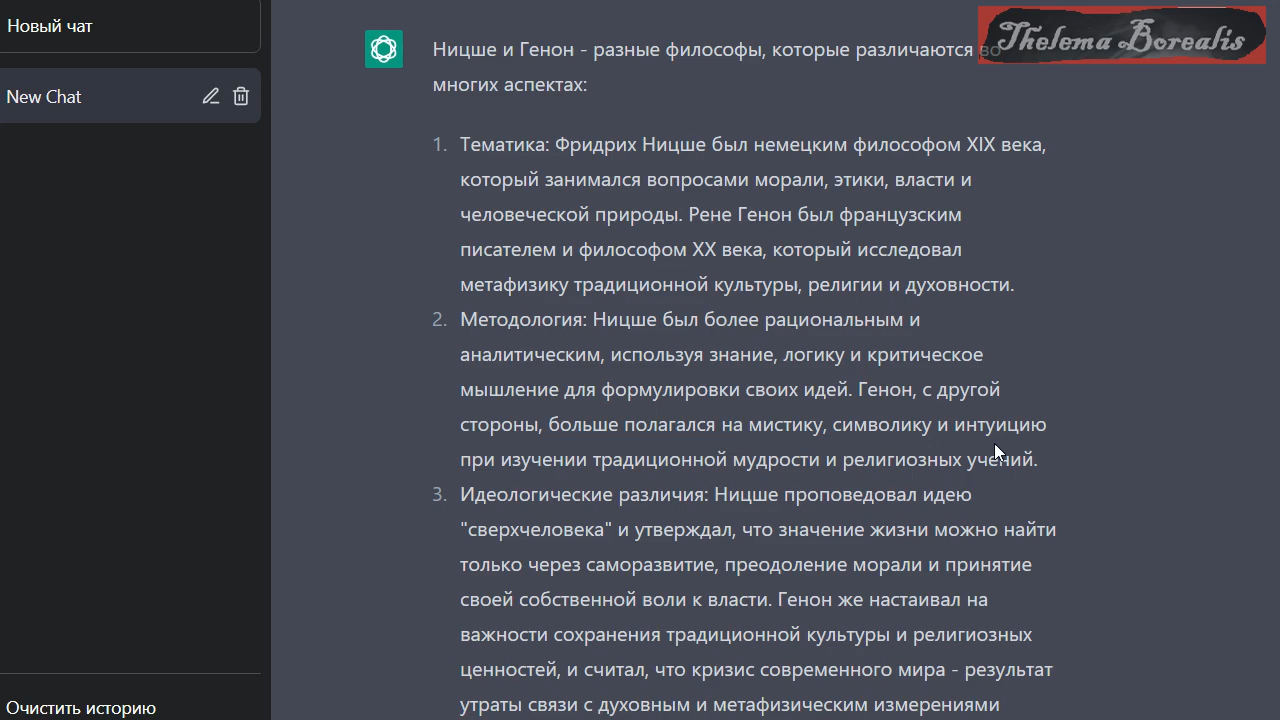 Новый чат
New Chat
Очистить историю
Thelema Borealis
Ницше и Генон - разные философы, которые различаются во
многих аспектах:
1. Тематика: Фридрих Ницше был немецким философом XIX века,
который занимался вопросами морали, этики, власти и
человеческой природы. Рене Генон был французским
писателем и философом XX века, который исследовал
метафизику традиционной культуры, религии и духовности.
2. Методология: Ницше был более рациональным и
аналитическим, используя знание, логику и критическое
мышление для формулировки своих идей. Генон, с другой
стороны, больше полагался на мистику, символику и интуицию
при изучении традиционной мудрости и религиозных учений.
3. Идеологические различия: Ницше проповедовал идею
"сверхчеловека" и утверждал, что значение жизни можно найти
только через саморазвитие, преодоление морали и принятие
своей собственной воли к власти. Генон же настаивал на
важности сохранения традиционной культуры и религиозных
ценностей, и считал, что кризис современного мира - результат
утраты связи с духовным и метафизическим измерениями